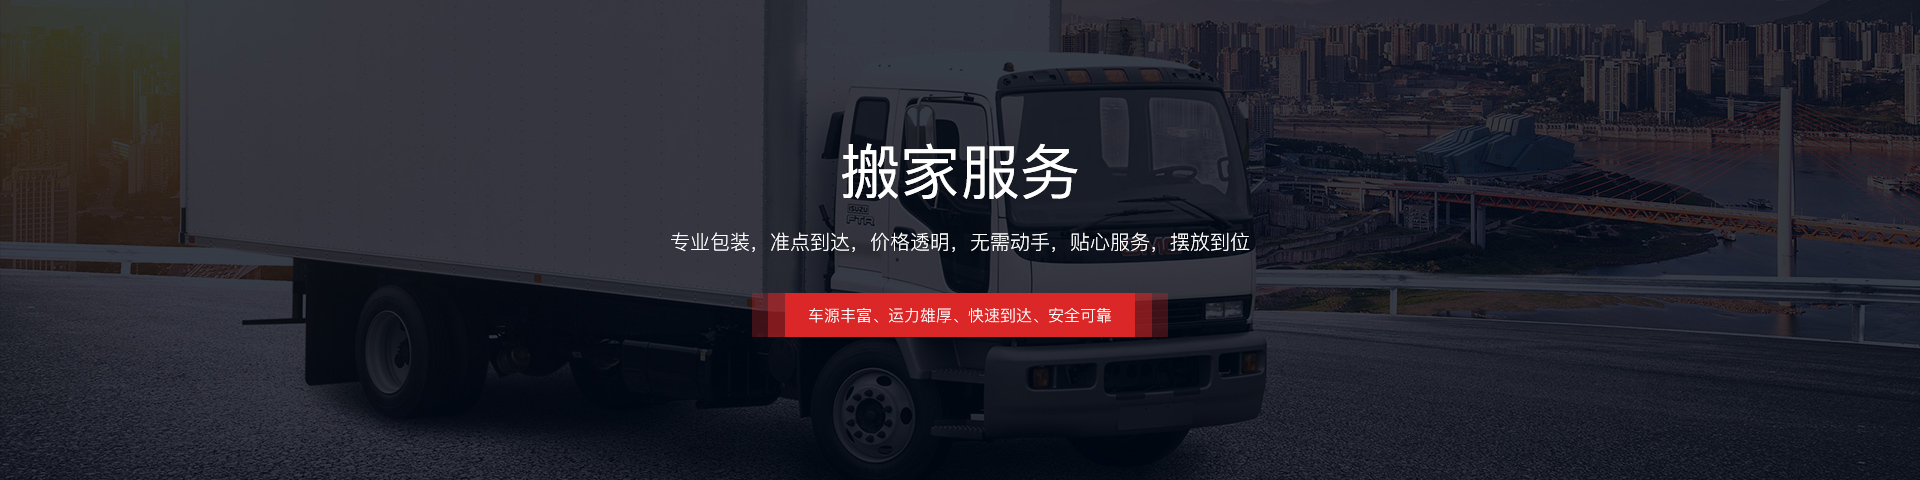 搬家服务
专业包装，准点到达，价格透明，无需动手，贴心服务，摆放到位
车源丰富、运力雄厚、快速到达、安全可靠
FTR